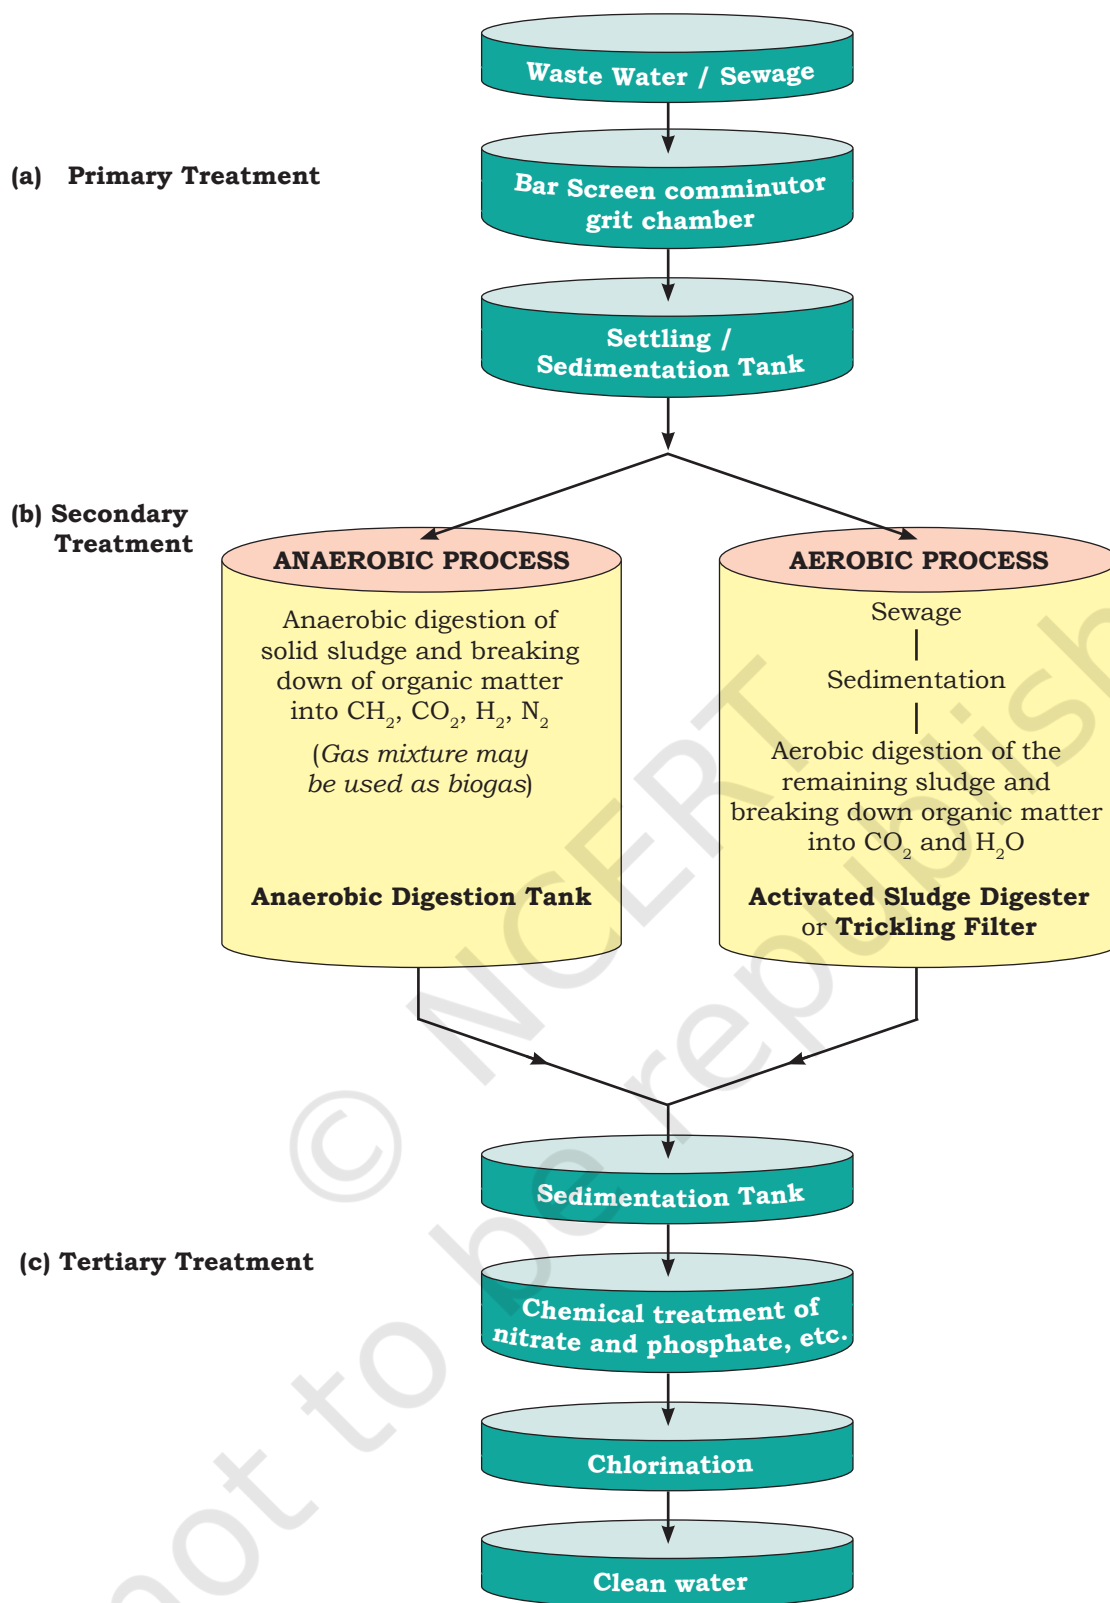 Waste Water / Sewage
(a) Primary Treatment
Bar Screen comminutor
grit chamber
Settling /
Sedimentation Tank
(b) Secondary
Treatment
ANAEROBIC PROCESS
Anaerobic digestion of
solid sludge and breaking
down of organic matter
into CH₂, CO₂, H₂, N₂
(Gas mixture may
be used as biogas)
Anaerobic Digestion Tank
AEROBIC PROCESS
Sewage
Sedimentation
Aerobic digestion of the
remaining sludge and
breaking down organic matter
into CO₂ and H₂O
Activated Sludge Digester
or Trickling Filter
Sedimentation Tank
(c) Tertiary Treatment
Chemical treatment of
nitrate and phosphate, etc.
Chlorination
Clean water
© NCERT
not to be republish